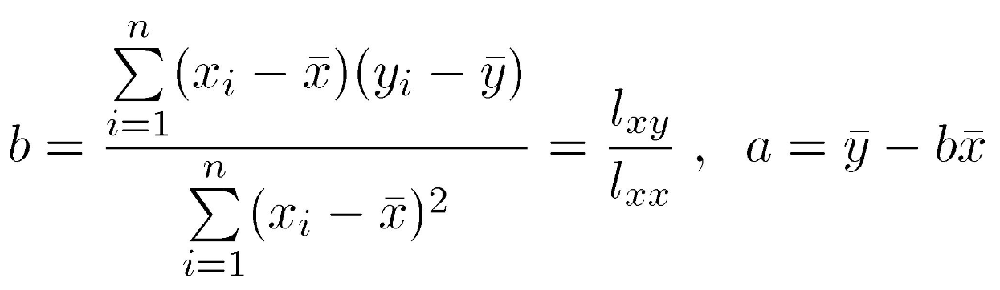 b = \frac{\sum_{i=1}^{n}(x_i - \bar{x})(y_i - \bar{y})}{\sum_{i=1}^{n}(x_i - \bar{x})^2} = \frac{l_{xy}}{l_{xx}} , a = \bar{y} - b\bar{x}